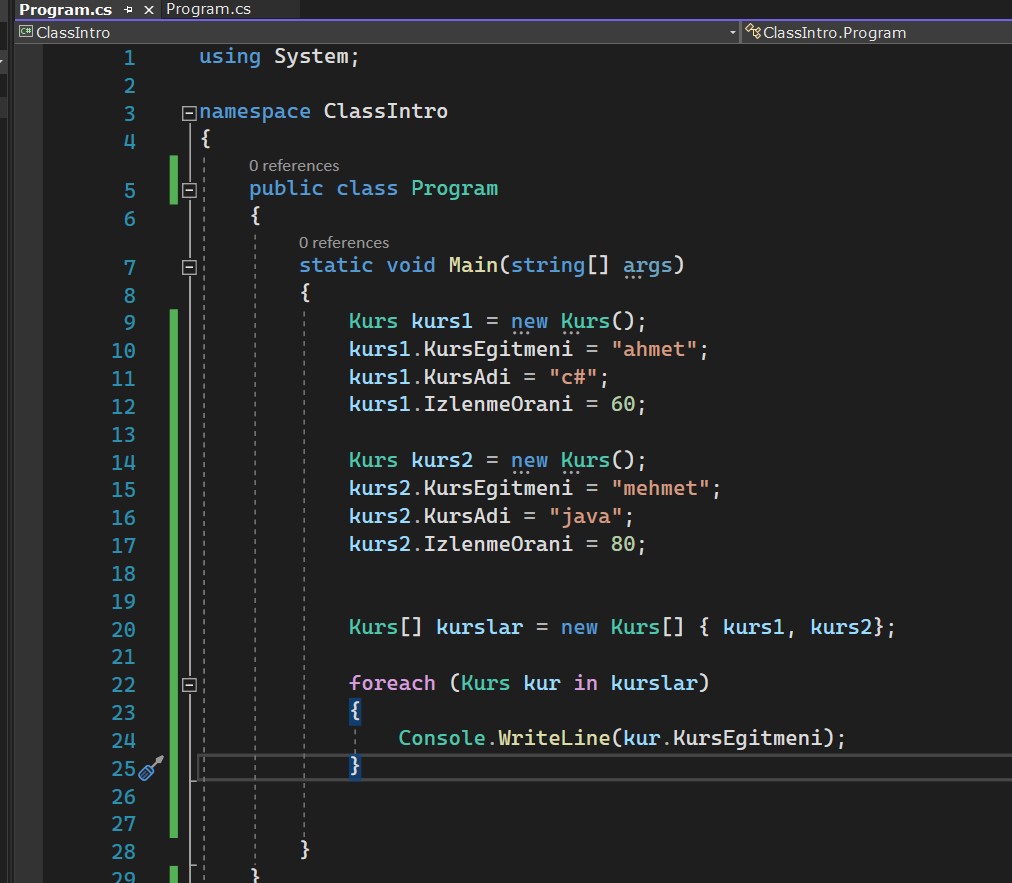 Program.cs Program.cs
ClassIntro ClassIntro.Program
1 using System;
2
3 namespace ClassIntro
4 {
0 references
5 public class Program
6 {
0 references
7 static void Main(string[] args)
8 {
9 Kurs kurs1 = new Kurs();
10 kurs1.KursEgitmeni = "ahmet";
11 kurs1.KursAdi = "c#";
12 kurs1.IzlenmeOrani = 60;
13
14 Kurs kurs2 = new Kurs();
15 kurs2.KursEgitmeni = "mehmet";
16 kurs2.KursAdi = "java";
17 kurs2.IzlenmeOrani = 80;
18
19
20 Kurs[] kurslar = new Kurs[] { kurs1, kurs2};
21
22 foreach (Kurs kur in kurslar)
23 {
24 Console.WriteLine(kur.KursEgitmeni);
25 }
26
27
28 }
29 }